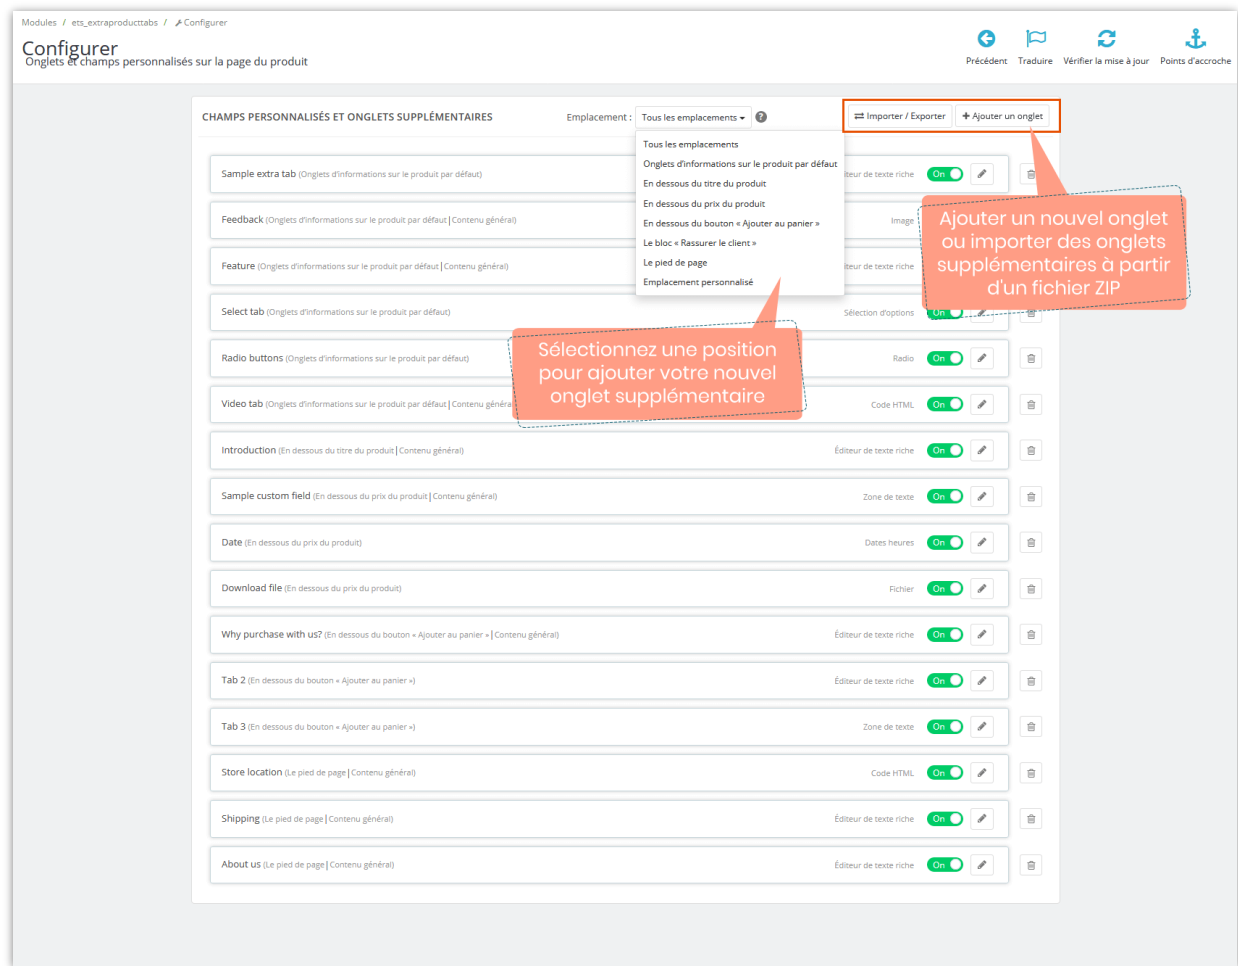 Modules / ets_extraproducttabs / Configurer
Configurer
Onglets et champs personnalisés sur la page du produit
Précédent
Traduire
Vérifier la mise à jour
Points d'accroche
CHAMPS PERSONNALISÉS ET ONGLETS SUPPLÉMENTAIRES
Emplacement :
Tous les emplacements
?
Importer / Exporter
+ Ajouter un onglet
Tous les emplacements
Onglets d'informations sur le produit par défaut
En dessous du titre du produit
En dessous du prix du produit
En dessous du bouton « Ajouter au panier »
Le bloc « Rassurer le client »
Le pied de page
Emplacement personnalisé
Ajouter un nouvel onglet
ou importer des onglets
supplémentaires à partir
d'un fichier ZIP
Sélectionnez une position
pour ajouter votre nouvel
onglet supplémentaire
Sample extra tab (Onglets d'informations sur le produit par défaut) diteur de texte riche On
Feedback (Onglets d'informations sur le produit par défaut|Contenu général) Image
Feature (Onglets d'informations sur le produit par défaut|Contenu général) diteur de texte riche
Select tab (Onglets d'informations sur le produit par défaut) Sélection d'options On
Radio buttons (Onglets d'informations sur le produit par défaut) Radio On
Video tab (Onglets d'informations sur le produit par défaut|Contenu généra Code HTML On
Introduction (En dessous du titre du produit|Contenu général) Éditeur de texte riche On
Sample custom field (En dessous du prix du produit|Contenu général) Zone de texte On
Date (En dessous du prix du produit) Dates heures On
Download file (En dessous du prix du produit) Fichier On
Why purchase with us? (En dessous du bouton « Ajouter au panier »|Contenu général) Éditeur de texte riche On
Tab 2 (En dessous du bouton « Ajouter au panier ») Éditeur de texte riche On
Tab 3 (En dessous du bouton « Ajouter au panier ») Zone de texte On
Store location (Le pied de page|Contenu général) Code HTML On
Shipping (Le pied de page|Contenu général) Éditeur de texte riche On
About us (Le pied de page|Contenu général) Éditeur de texte riche On